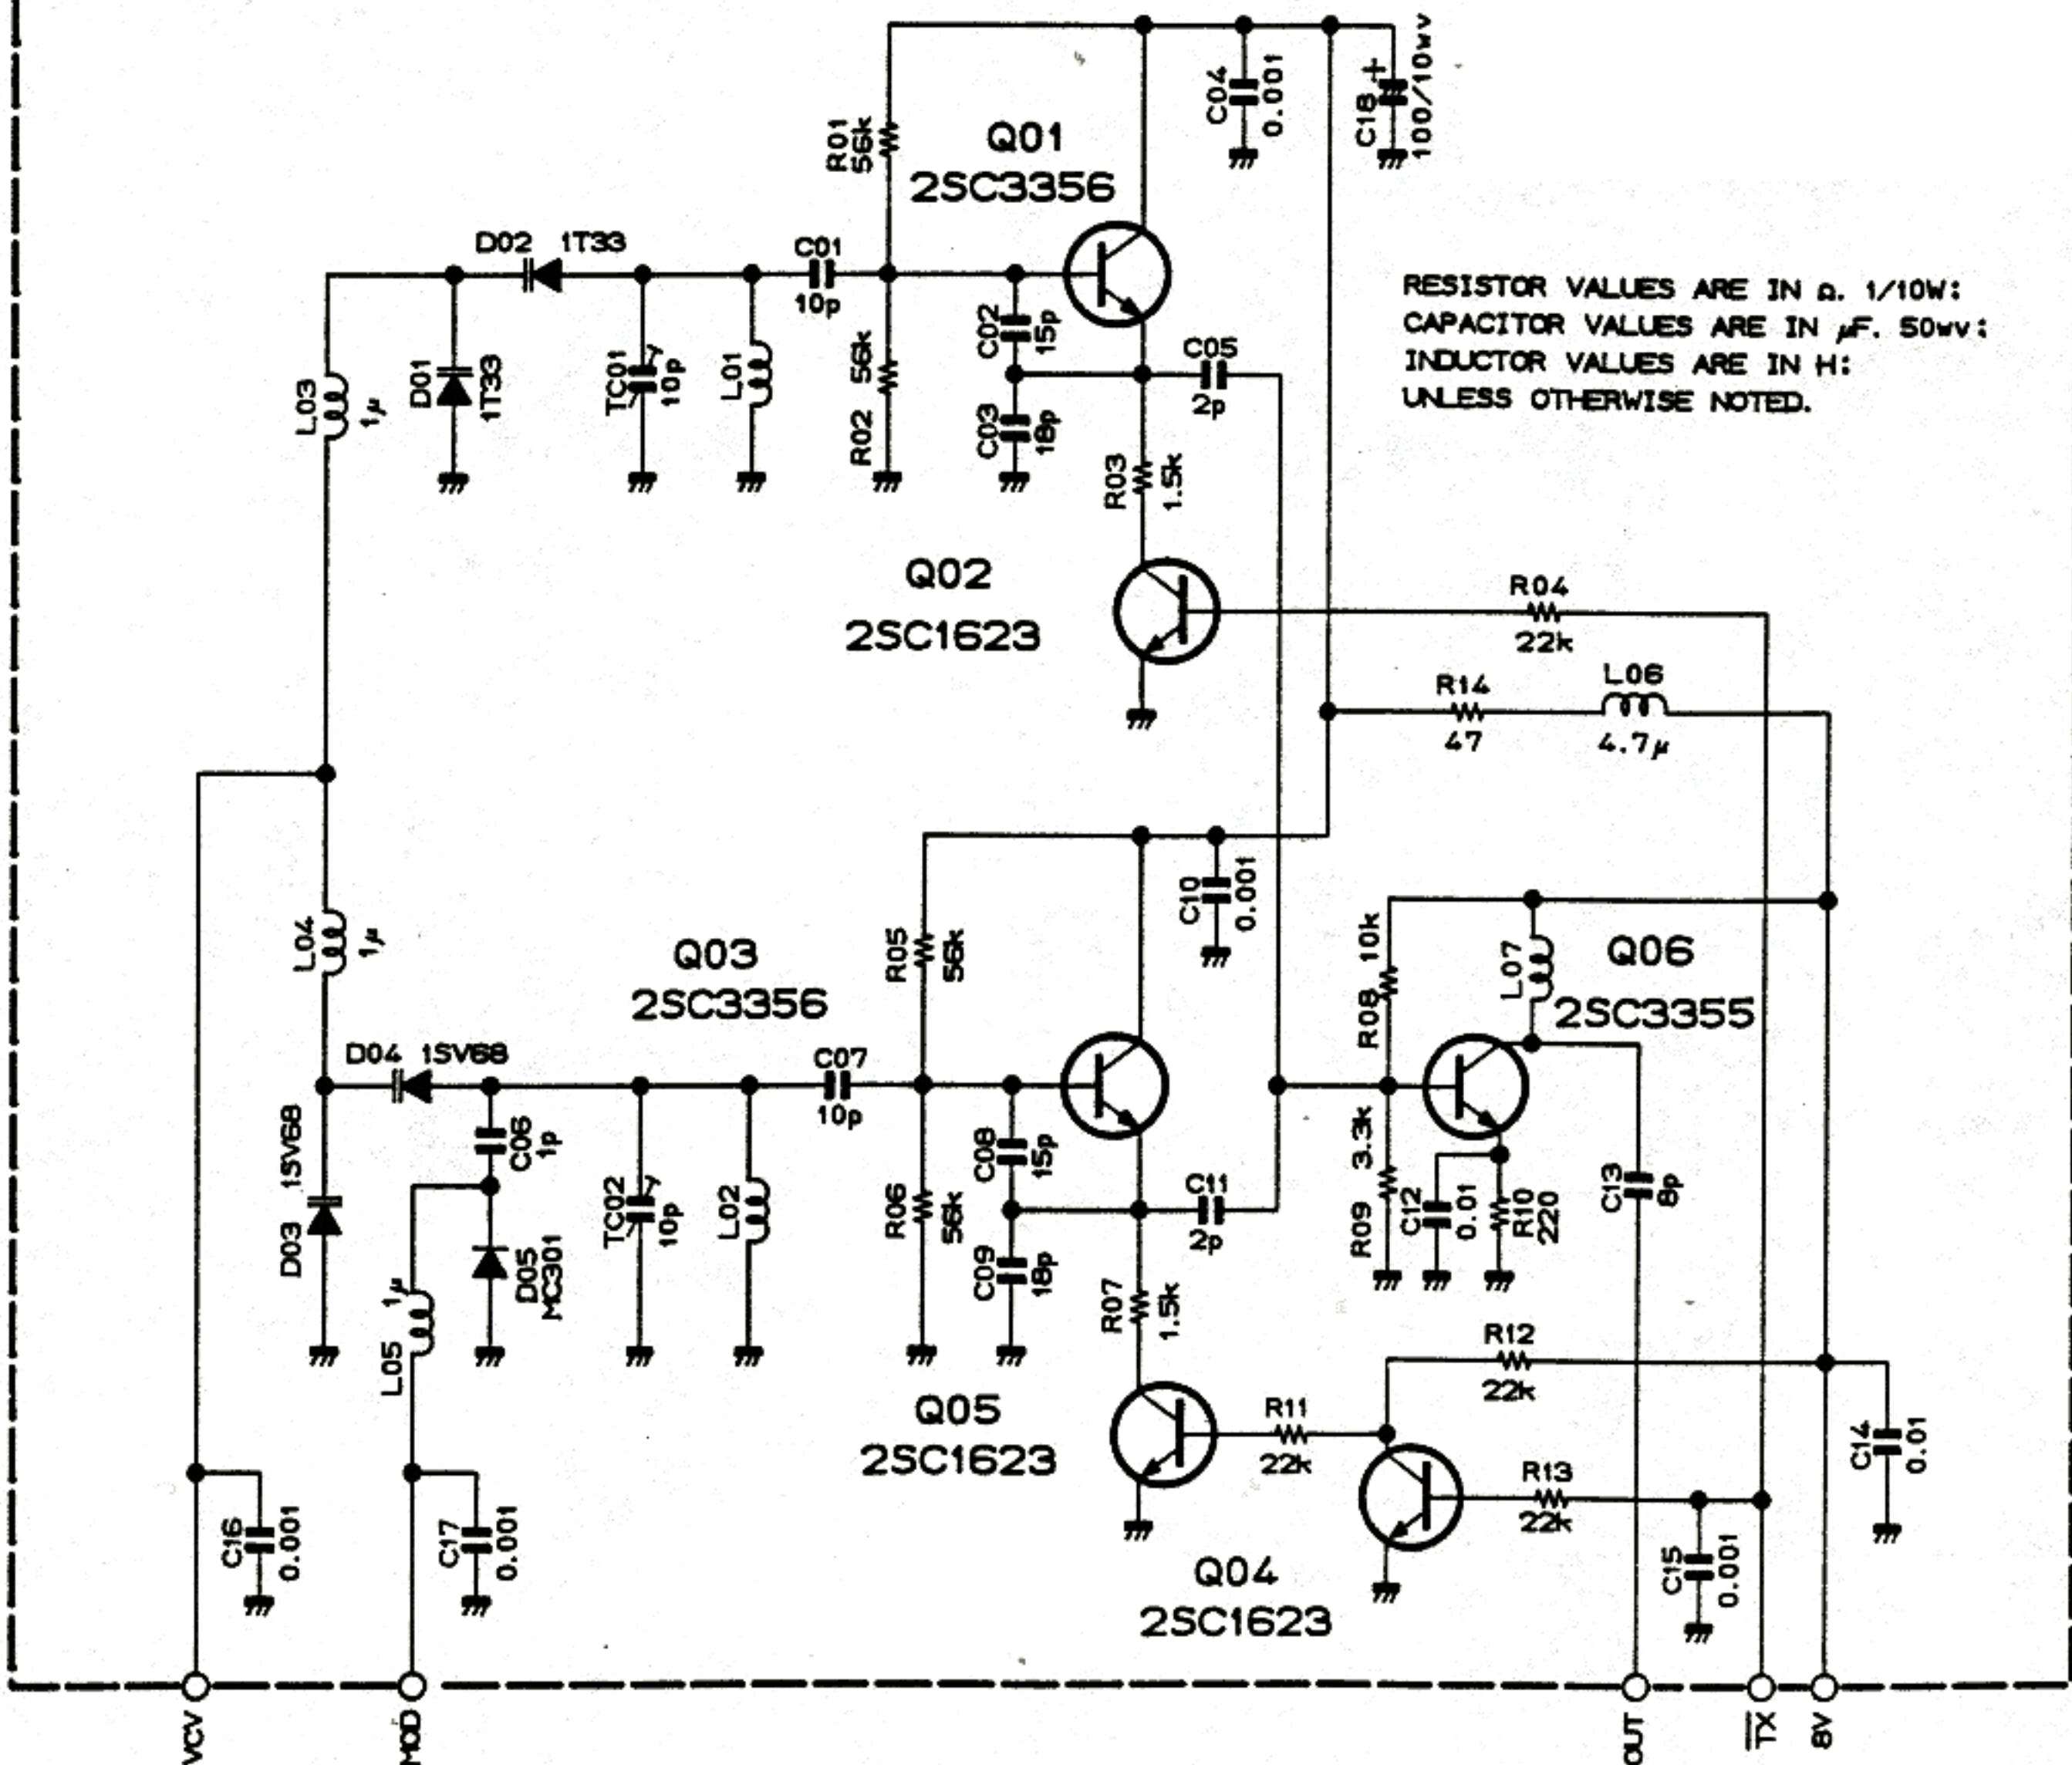 C04
0.001
C18
+
100/10wv
R01
56k
Q01
2SC3356
D02 1T33
C01
10p
RESISTOR VALUES ARE IN Ω. 1/10W:
CAPACITOR VALUES ARE IN μF. 50wv:
INDUCTOR VALUES ARE IN H:
UNLESS OTHERWISE NOTED.
L03
1μ
D01
1T33
TC01
10p
L01
R02 56k
C02
15p
C03
18p
C05
2p
R03
1.5k
Q02
2SC1623
R04
22k
R14
47
L06
4.7μ
L04
1μ
Q03
2SC3356
R05
56k
C10
0.001
R08 10k
L07
Q06
2SC3355
D04 1SV68
C07
10p
D03 1SV68
C06
1p
D05
MC301
L05 1μ
TC02
10p
L02
R06
56k
C08
15p
C09
18p
C11
2p
R07
1.5k
R09 3.3k
C12
0.01
R10
220
C13
8p
R12
22k
Q05
2SC1623
R11
22k
R13
22k
C14
0.01
C16
0.001
C17
0.001
Q04
2SC1623
C15
0.001
VCV
MOD
OUT
T̅X̅
8V